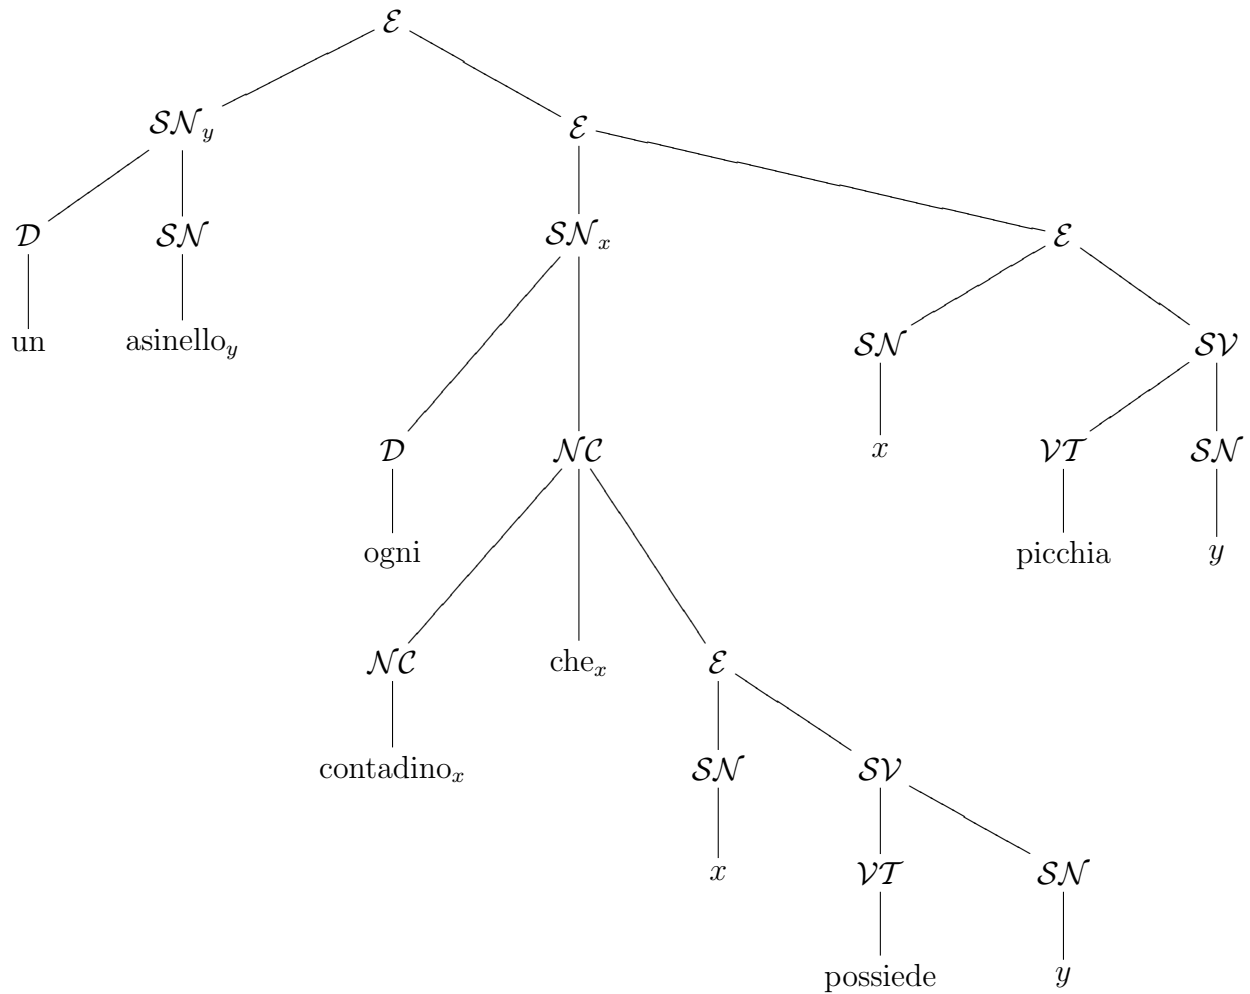 ℰ
𝒮𝒩_y ℰ
𝒟 𝒮𝒩 𝒮𝒩_x ℰ
un asinello_y 𝒮𝒩 𝒮𝒱
𝒟 𝒩𝒞 x 𝒱𝒯 𝒮𝒩
ogni picchia y
𝒩𝒞 che_x ℰ
contadino_x 𝒮𝒩 𝒮𝒱
x 𝒱𝒯 𝒮𝒩
possiede y